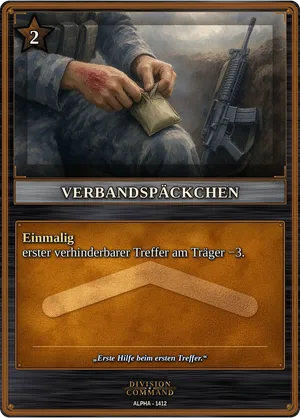 2
VERBANDSPÄCKCHEN
Einmalig
erster verhinderbarer Treffer am Träger −3.
„Erste Hilfe beim ersten Treffer.“
DIVISION
COMMAND
ALPHA - 1412